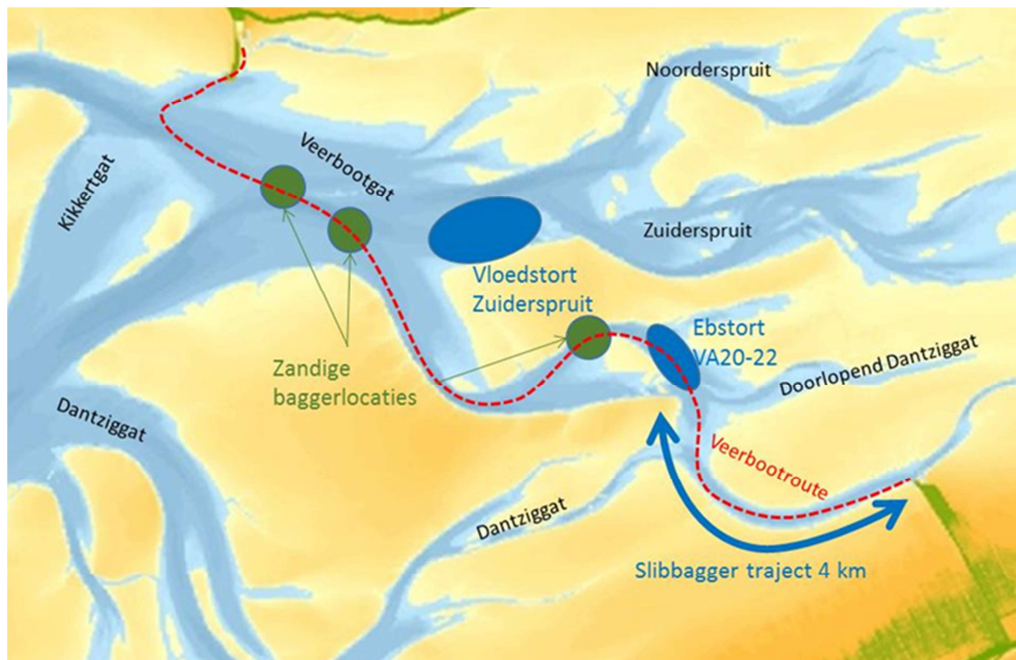 Noorderspruit
Veerbootgat
Kikkertgat
Zuiderspruit
Vloedstort
Zuiderspruit
Ebstort
VA20-22
Zandige
baggerlocaties
Doorlopend Dantziggat
Dantziggat
Veerbootroute
Dantziggat
Slibbagger traject 4 km